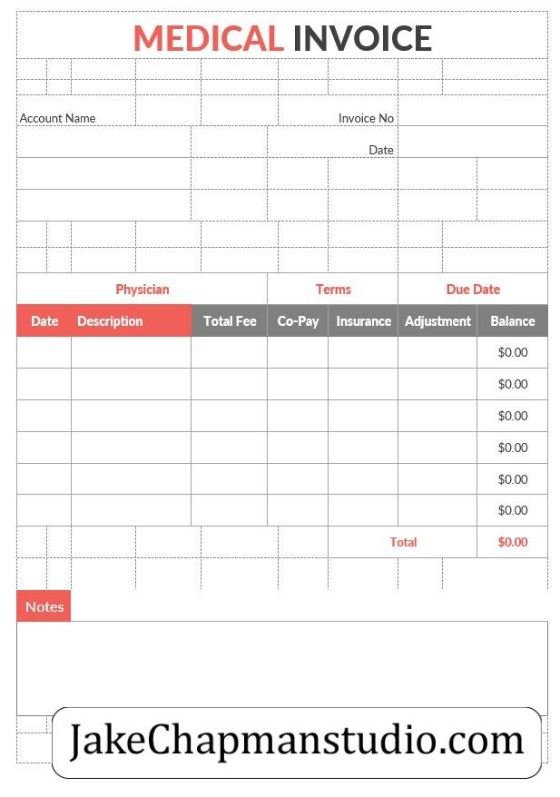 MEDICAL INVOICE
Account Name Invoice No
Date
Physician Terms Due Date
Date Description Total Fee Co-Pay Insurance Adjustment Balance
$0.00
$0.00
$0.00
$0.00
$0.00
$0.00
Total $0.00
Notes
JakeChapmanstudio.com